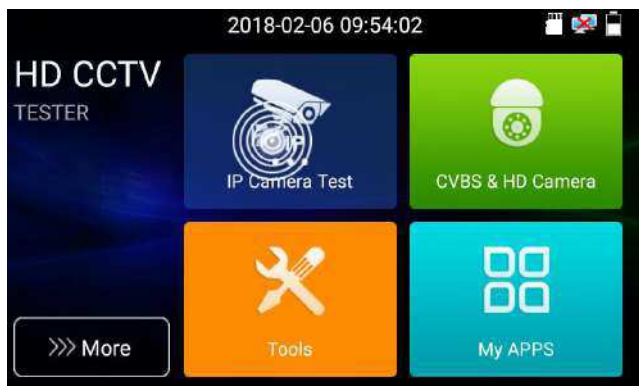 2018-02-06 09:54:02
HD CCTV
TESTER
IP
IP Camera Test
CVBS & HD Camera
>>> More
Tools
My APPS